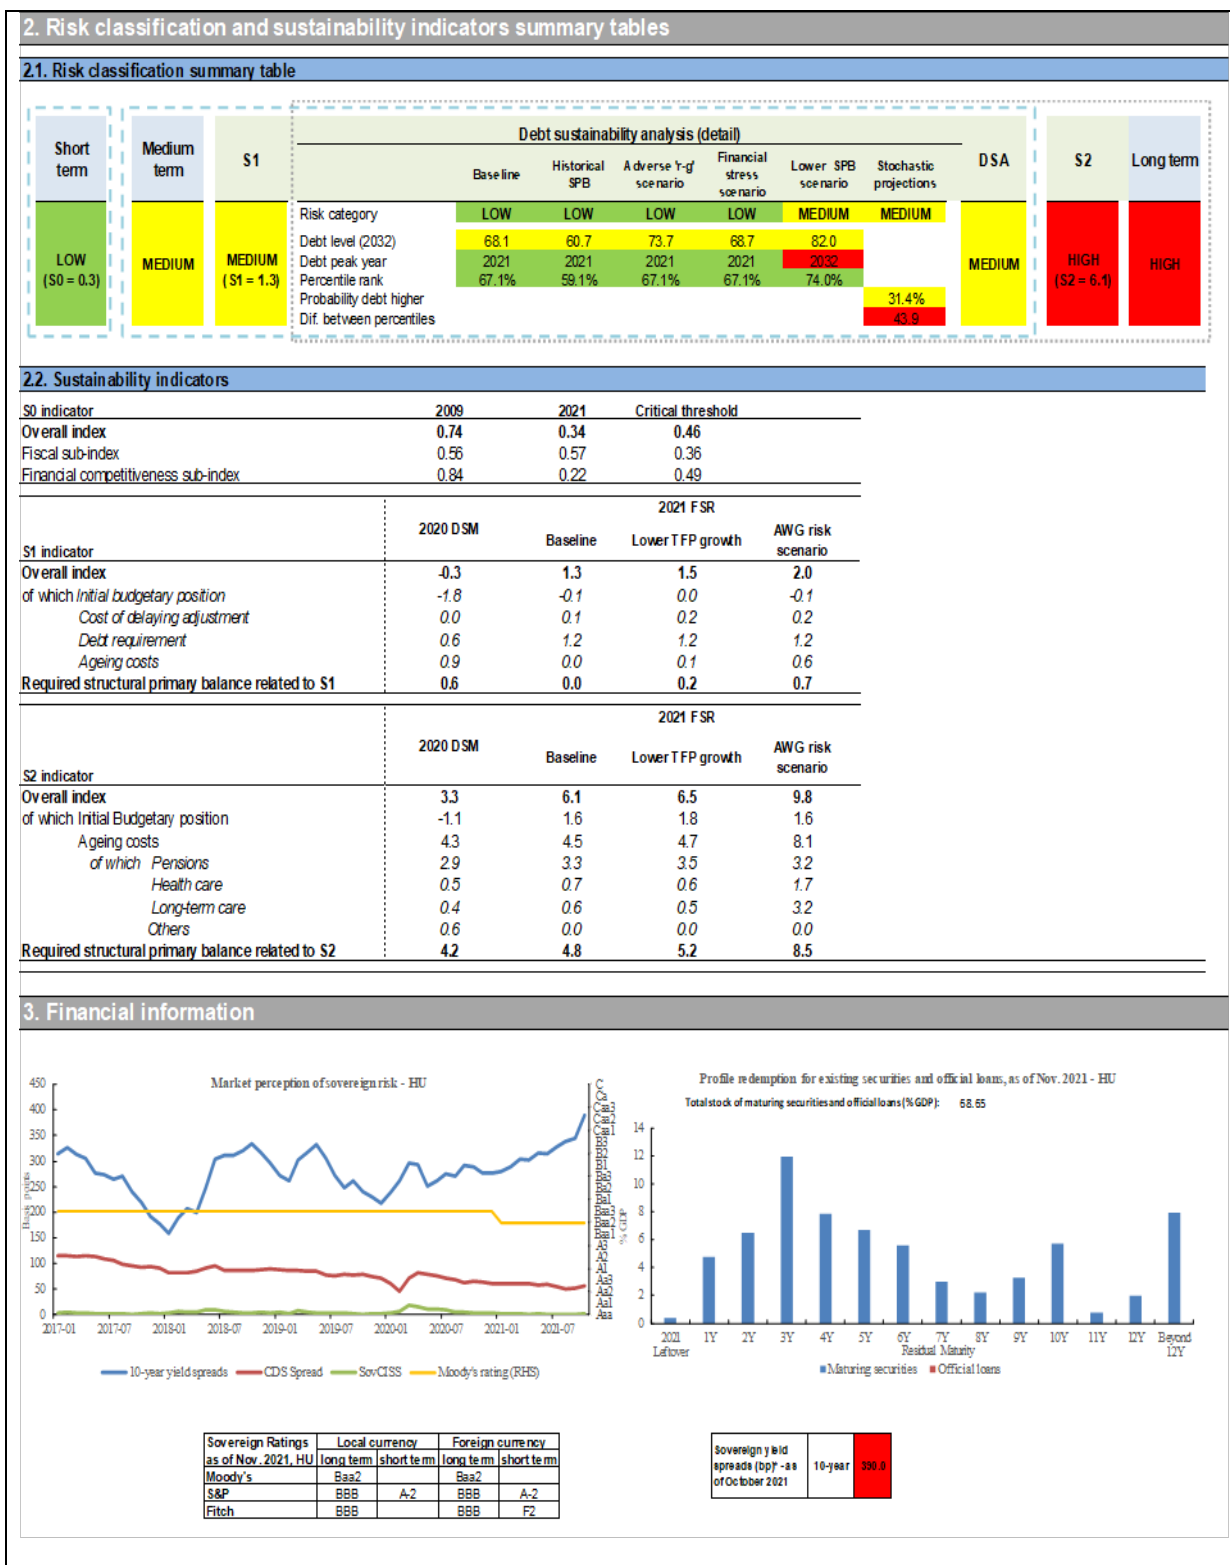 2. Risk classification and sustainability indicators summary tables
2.1. Risk classification summary table
Short term Medium term S1 Debt sustainability analysis (detail) DSA S2 Long term
Baseline Historical SPB Adverse 'r-g' scenario Financial stress scenario Lower SPB scenario Stochastic projections
LOW (S0 = 0.3) MEDIUM MEDIUM (S1 = 1.3) MEDIUM HIGH (S2 = 6.1) HIGH
Risk category LOW LOW LOW LOW MEDIUM MEDIUM
Debt level (2032) 68.1 60.7 73.7 68.7 82.0
Debt peak year 2021 2021 2021 2021 2032
Percentile rank 67.1% 59.1% 67.1% 67.1% 74.0%
Probability debt higher 31.4%
Dif. between percentiles 43.9
2.2. Sustainability indicators
S0 indicator 2009 2021 Critical threshold
Overall index 0.74 0.34 0.46
Fiscal sub-index 0.56 0.57 0.36
Financial competitiveness sub-index 0.84 0.22 0.49
2021 FSR
S1 indicator 2020 DSM Baseline Lower TFP growth AWG risk scenario
Overall index -0.3 1.3 1.5 2.0
of which Initial budgetary position -1.8 -0.1 0.0 -0.1
Cost of delaying adjustment 0.0 0.1 0.2 0.2
Debt requirement 0.6 1.2 1.2 1.2
Ageing costs 0.9 0.0 0.1 0.6
Required structural primary balance related to S1 0.6 0.0 0.2 0.7
2021 FSR
S2 indicator 2020 DSM Baseline Lower TFP growth AWG risk scenario
Overall index 3.3 6.1 6.5 9.8
of which Initial Budgetary position -1.1 1.6 1.8 1.6
Ageing costs 4.3 4.5 4.7 8.1
of which Pensions 2.9 3.3 3.5 3.2
Health care 0.5 0.7 0.6 1.7
Long-term care 0.4 0.6 0.5 3.2
Others 0.6 0.0 0.0 0.0
Required structural primary balance related to S2 4.2 4.8 5.2 8.5
3. Financial information
Market perception of sovereign risk - HU
Basis points
450
400
350
300
250
200
150
100
50
0
C
Ca
Caa3
Caa2
Caa1
B3
B2
B1
Ba3
Ba2
Ba1
Baa3
Baa2
Baa1
A3
A2
A1
Aa3
Aa2
Aa1
Aaa
2017-01 2017-07 2018-01 2018-07 2019-01 2019-07 2020-01 2020-07 2021-01 2021-07
10-year yield spreads CDS Spread SovCISS Moody's rating (RHS)
Profile redemption for existing securities and official loans, as of Nov. 2021 - HU
Total stock of maturing securities and official loans (% GDP): 68.65
% GDP
14
12
10
8
6
4
2
0
2021 Leftover 1Y 2Y 3Y 4Y 5Y 6Y 7Y 8Y 9Y 10Y 11Y 12Y Beyond 12Y
Residual Maturity
Maturing securities Official loans
Sovereign Ratings as of Nov. 2021, HU Local currency Foreign currency
long term short term long term short term
Moody's Baa2 Baa2
S&P BBB A-2 BBB A-2
Fitch BBB BBB F2
Sovereign yield spreads (bp)* - as of October 2021 10-year 390.0